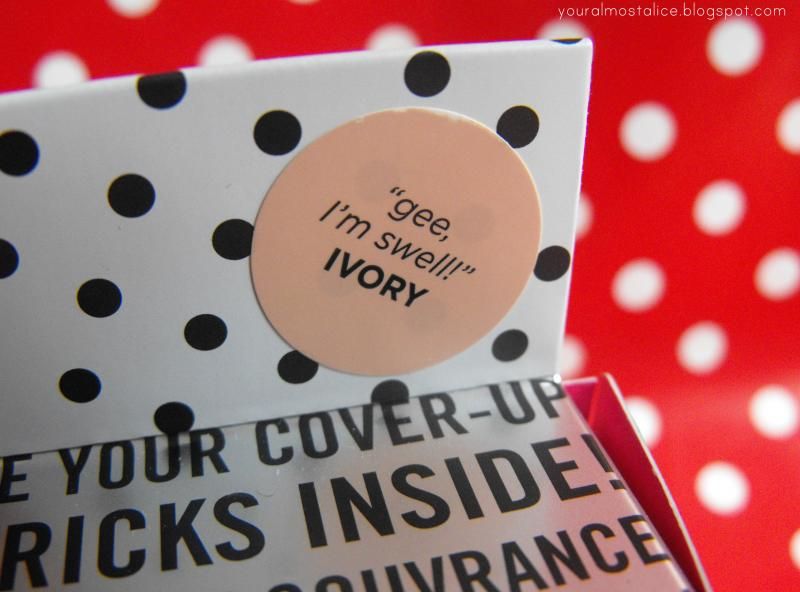 youralmostalice.blogspot.com
“gee,
I'm swell!”
IVORY
YOUR COVER-UP
INSIDE!